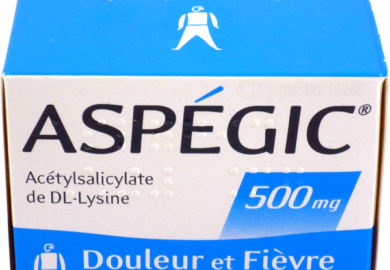 ASPÉGIC®
Acétylsalicylate
de DL-Lysine
500 mg
Douleur et Fièvre